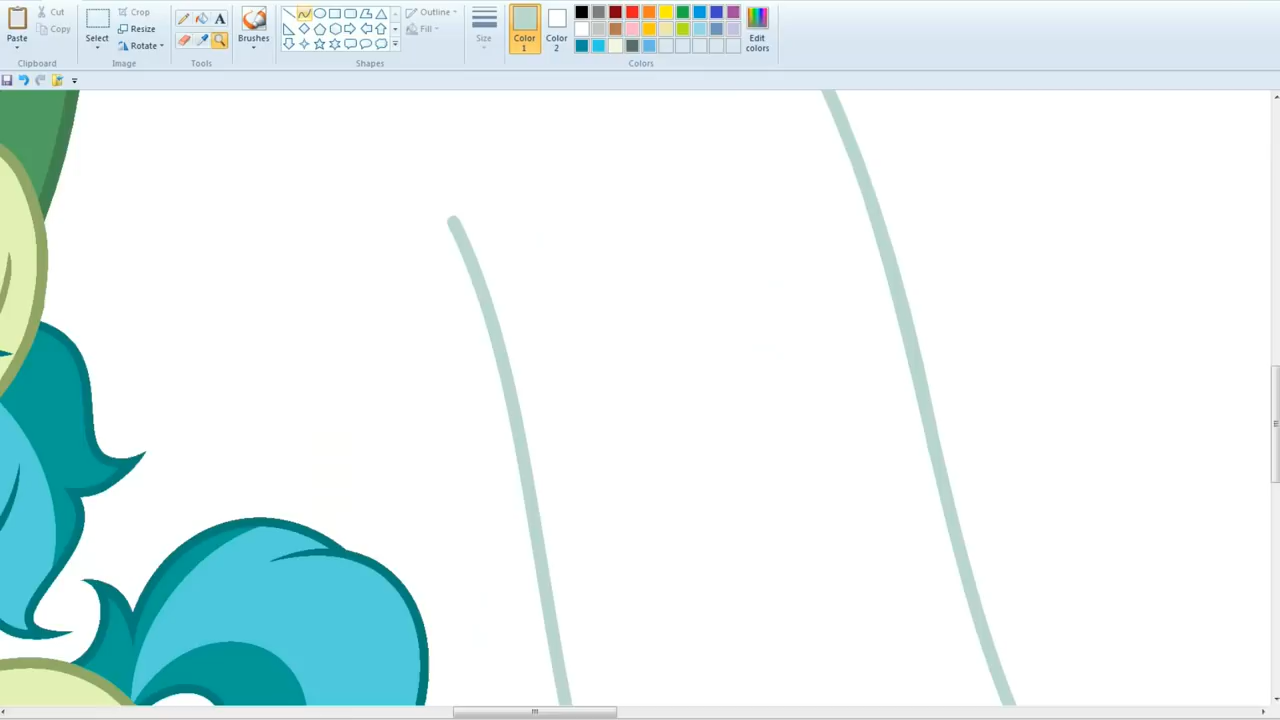 Paste
Cut
Copy
Clipboard
Select
Crop
Resize
Rotate
Image
A
Tools
Brushes
Outline
Fill
Shapes
Size
Color
1
Color
2
Edit
colors
Colors